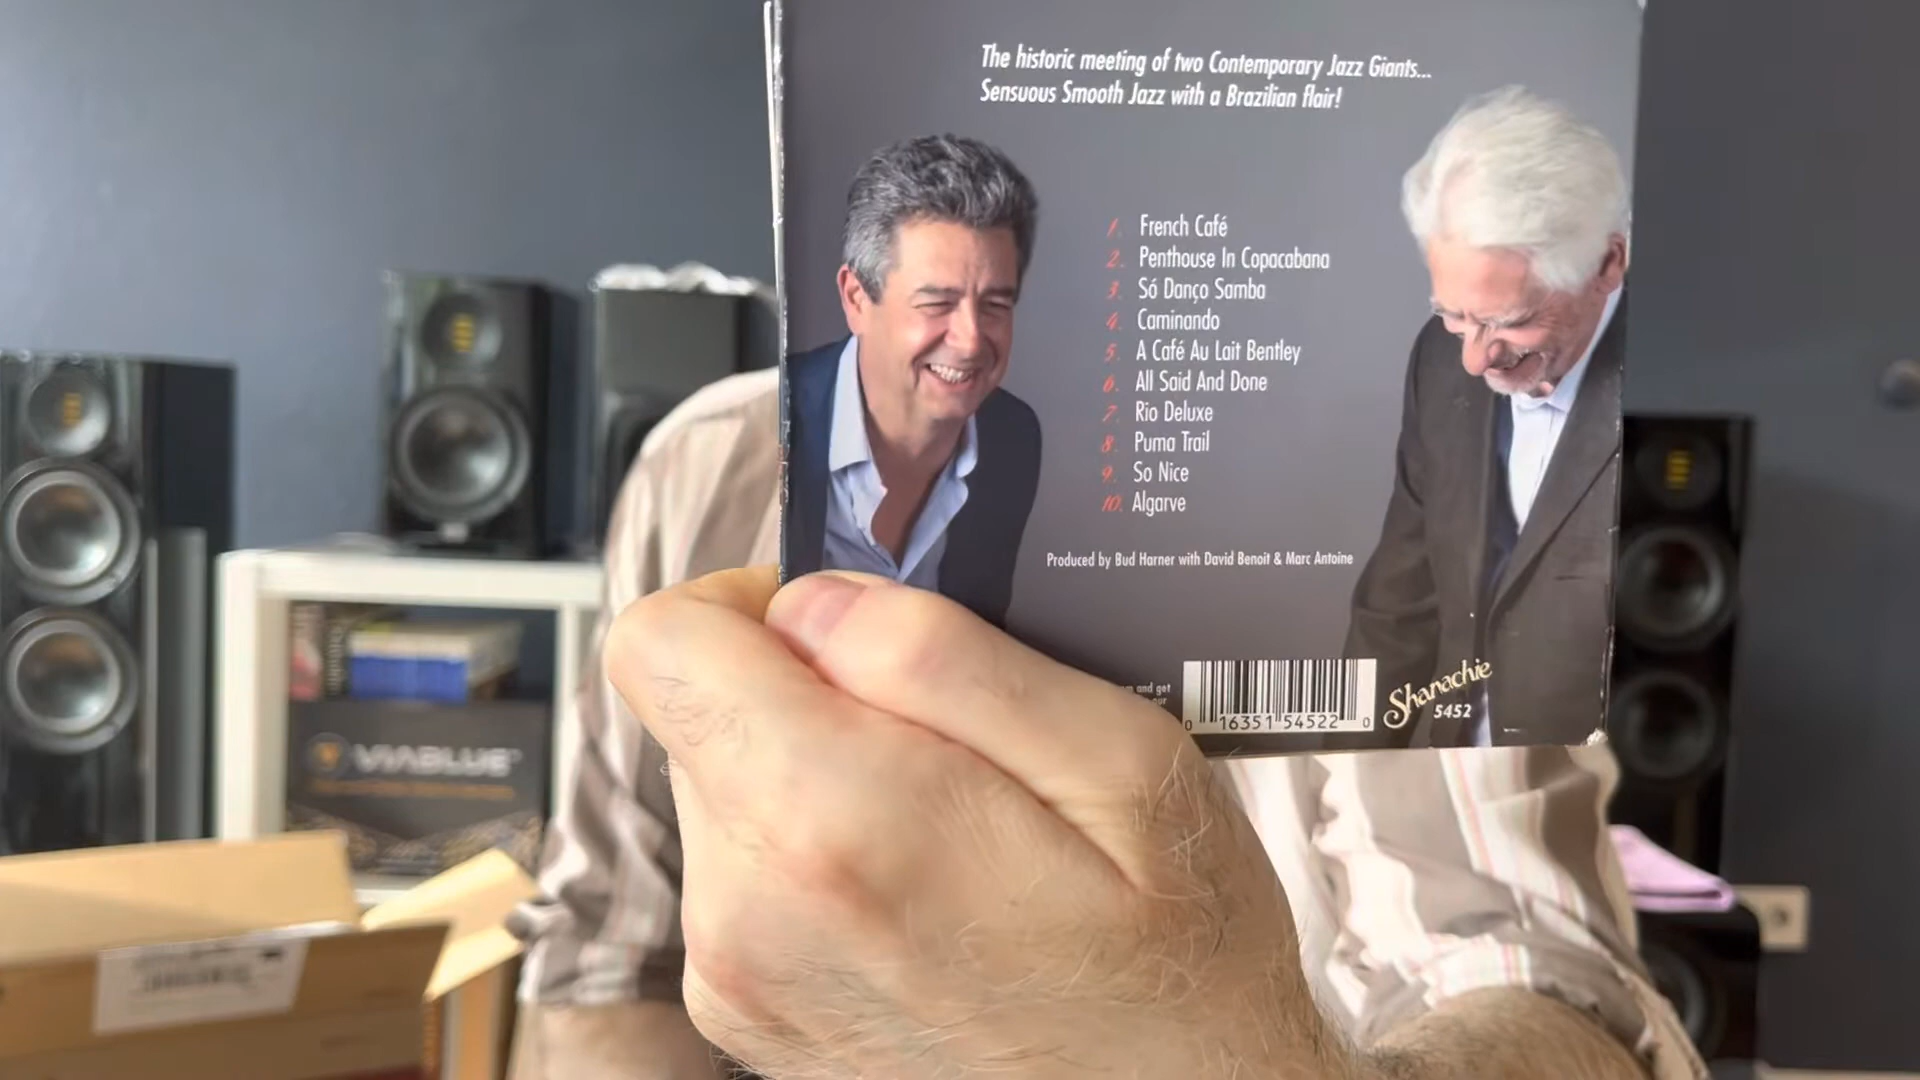 The historic meeting of two Contemporary Jazz Giants...
Sensuous Smooth Jazz with a Brazilian flair!
1. French Café
2. Penthouse In Copacabana
3. Só Danço Samba
4. Caminando
5. A Café Au Lait Bentley
6. All Said And Done
7. Rio Deluxe
8. Puma Trail
9. So Nice
10. Algarve
Produced by Bud Harner with David Benoit & Marc Antoine
and get
0 16351 54522 0
Shanachie
5452
VIABLUE